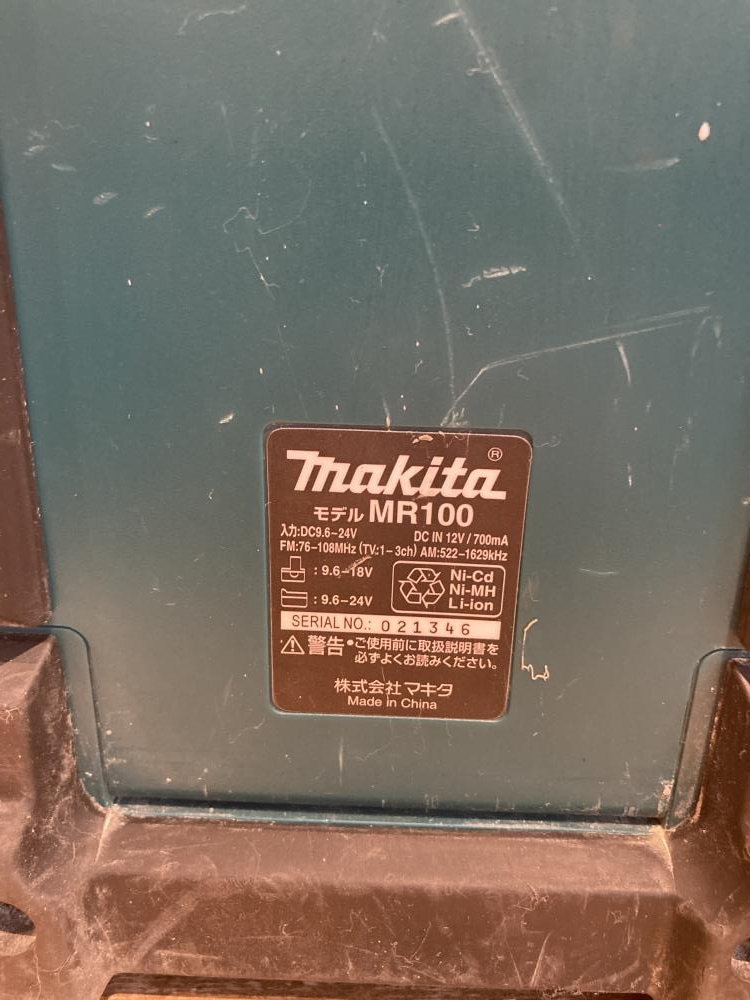 makita®
モデル MR100
入力:DC9.6~24V DC IN 12V / 700mA
FM:76-108MHz (TV:1-3ch) AM:522-1629kHz
: 9.6-18V
: 9.6-24V
Ni-Cd
Ni-MH
Li-ion
SERIAL NO.: 021346
警告 •ご使用前に取扱説明書を
必ずよくお読みください。
株式会社マキタ
Made in China